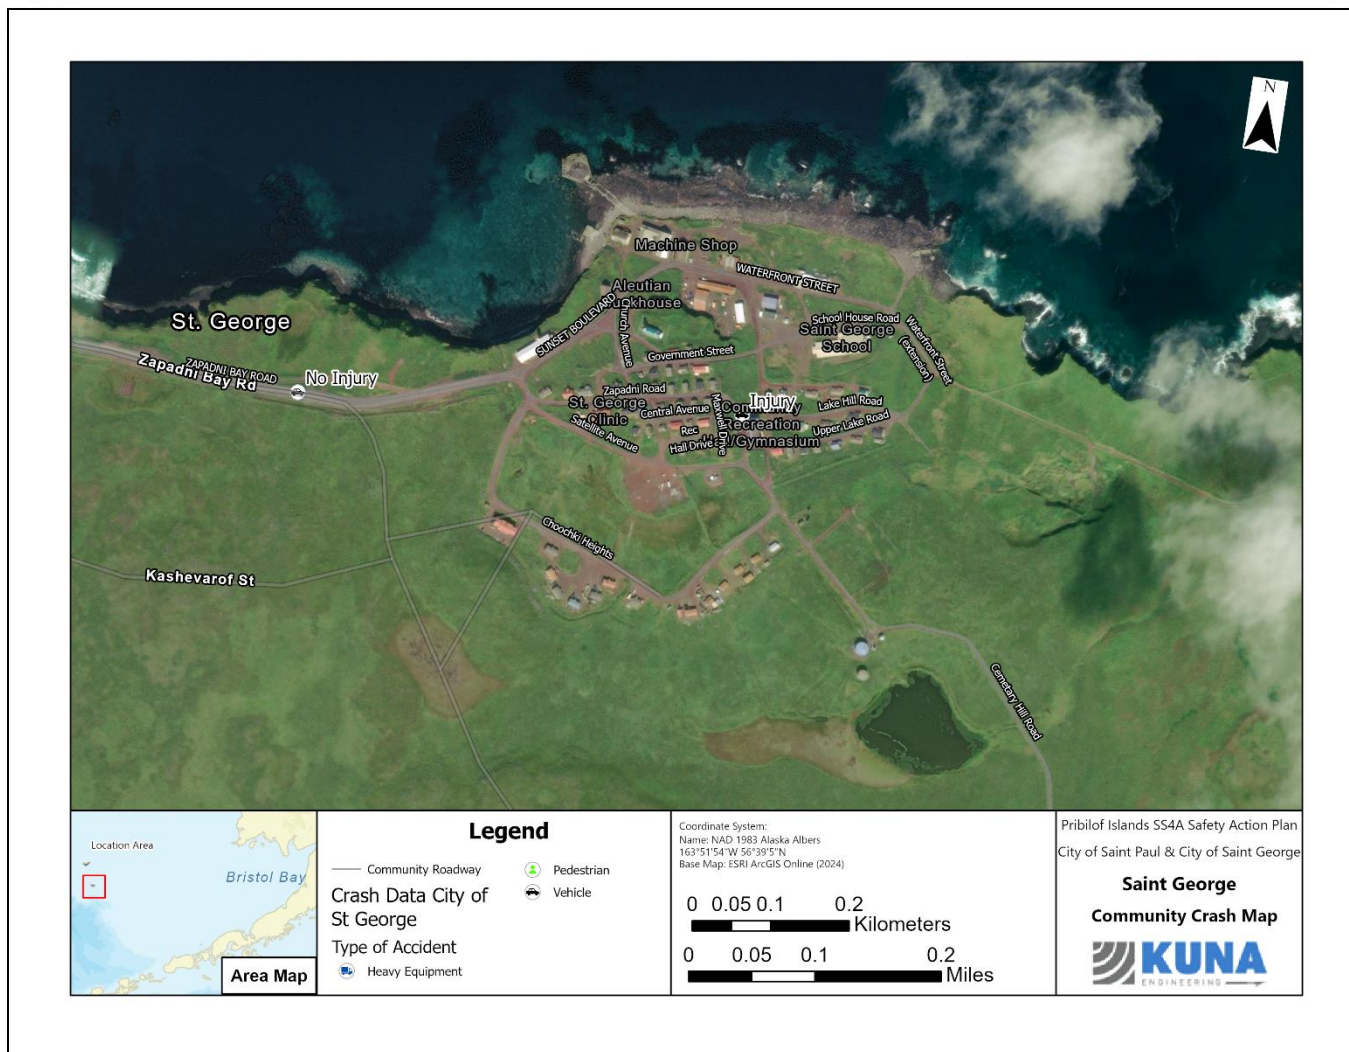 N
Machine Shop
WATERFRONT STREET
Aleutian
SUNSET BOULEVARD
Church Avenue
School House Road
Saint George
School
Waterfront Street
(extension)
St. George
Government Street
ZAPADNI BAY ROAD
Zapadni Bay Rd
No Injury
Zapadni Road
St. George
Clinic
Central Avenue
Maxwell Drive
Injury
Community
Recreation
Hall/Gymnasium
Lake Hill Road
Upper Lake Road
Satellite Avenue
Rec
Hall Drive
Choochki Heights
Kashevarof St
Cemetary Hill Road
Location Area
Bristol Bay
Area Map
Legend
Community Roadway
Crash Data City of
St George
Type of Accident
Heavy Equipment
Pedestrian
Vehicle
Coordinate System:
Name: NAD 1983 Alaska Albers
163°51'54"W 56°39'5"N
Base Map: ESRI ArcGIS Online (2024)
0 0.05 0.1 0.2
Kilometers
0 0.05 0.1 0.2
Miles
Pribilof Islands SS4A Safety Action Plan
City of Saint Paul & City of Saint George
Saint George
Community Crash Map
KUNA
ENGINEERING